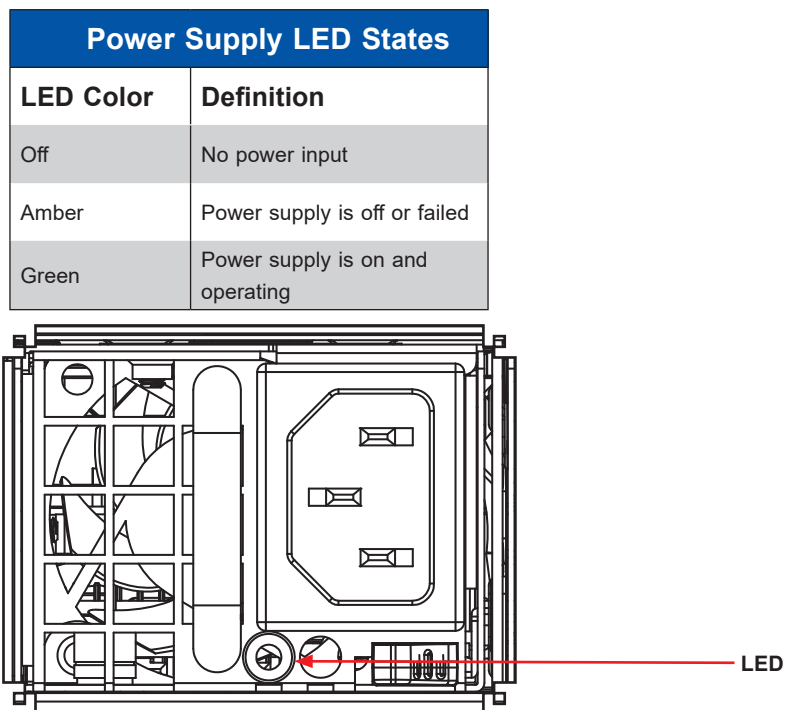 Power Supply LED States
LED Color Definition
Off No power input
Amber Power supply is off or failed
Green Power supply is on and
operating
LED